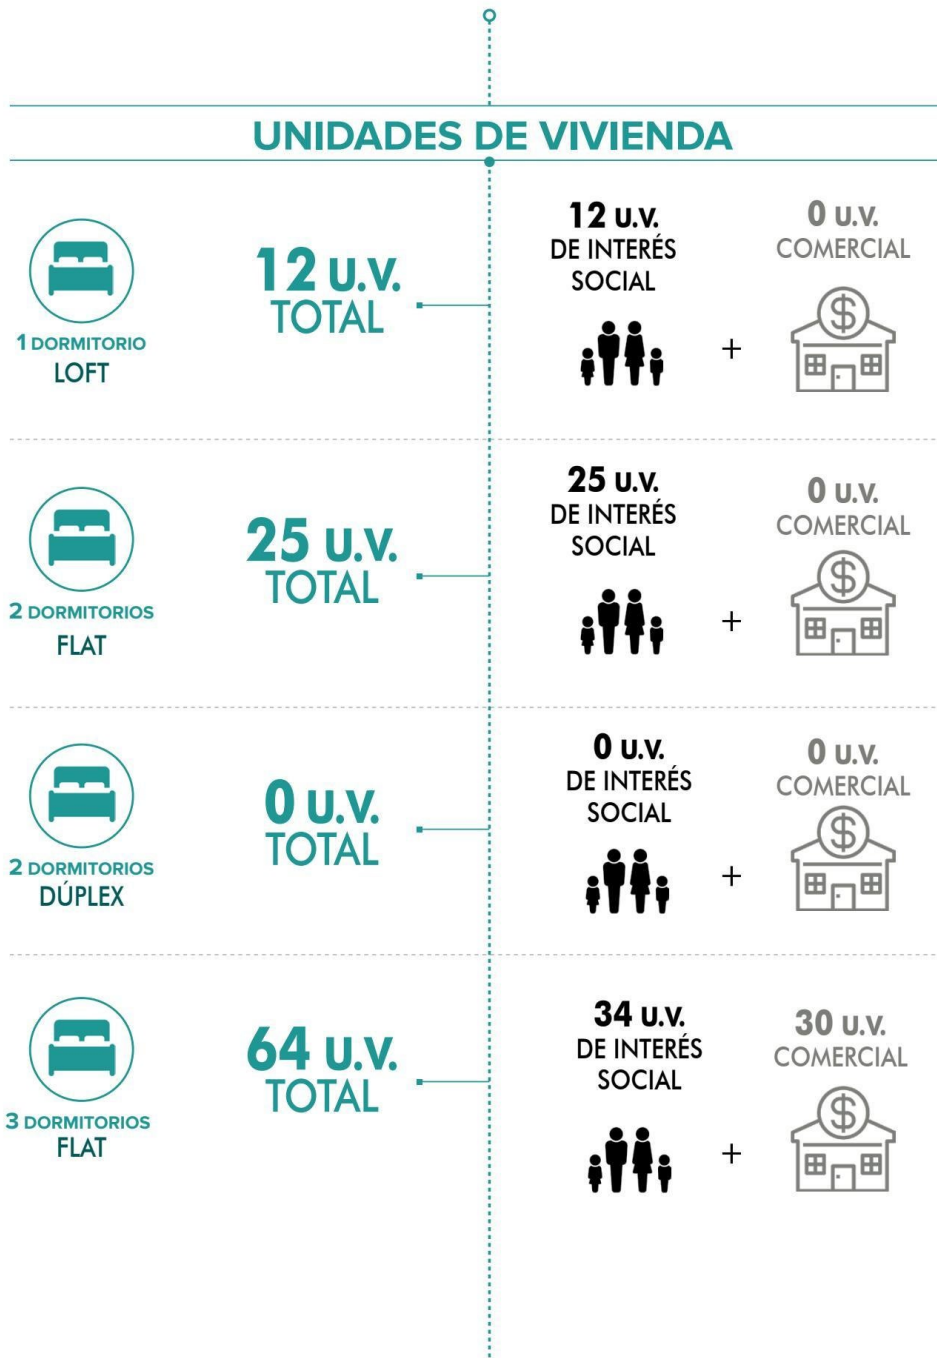 UNIDADES DE VIVIENDA
1 DORMITORIO
LOFT
12 U.V.
TOTAL
12 U.V.
DE INTERÉS
SOCIAL
+
0 U.V.
COMERCIAL
$
2 DORMITORIOS
FLAT
25 U.V.
TOTAL
25 U.V.
DE INTERÉS
SOCIAL
+
0 U.V.
COMERCIAL
$
2 DORMITORIOS
DÚPLEX
0 U.V.
TOTAL
0 U.V.
DE INTERÉS
SOCIAL
+
0 U.V.
COMERCIAL
$
3 DORMITORIOS
FLAT
64 U.V.
TOTAL
34 U.V.
DE INTERÉS
SOCIAL
+
30 U.V.
COMERCIAL
$